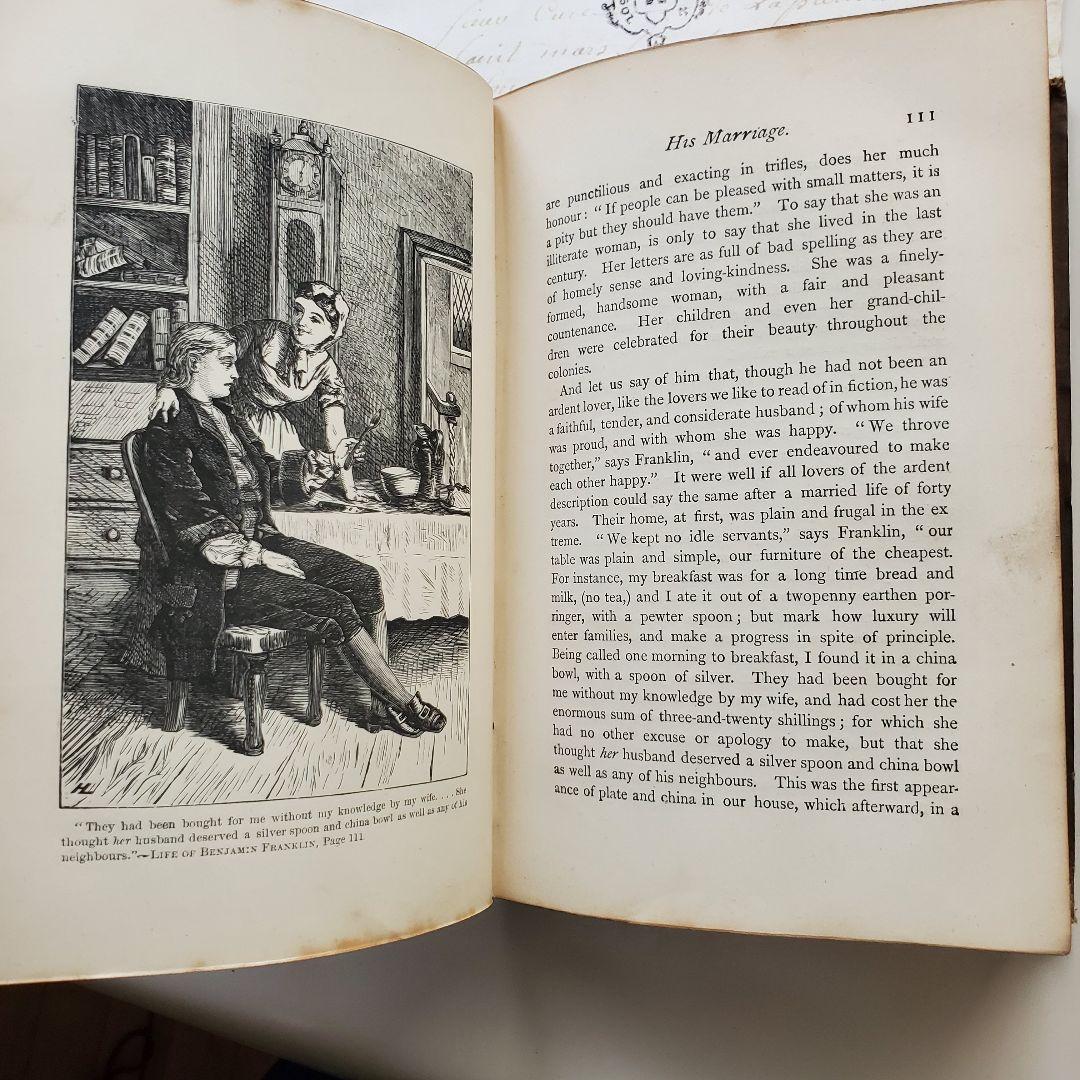 "They had been bought for me without my knowledge by my wife. . . . She
thought her husband deserved a silver spoon and china bowl as well as any of his
neighbours."—LIFE OF BENJAMIN FRANKLIN, Page 111
His Marriage.
111
are punctilious and exacting in trifles, does her much
honour: "If people can be pleased with small matters, it is
a pity but they should have them." To say that she was an
illiterate woman, is only to say that she lived in the last
century. Her letters are as full of bad spelling as they are
of homely sense and loving-kindness. She was a finely-
formed, handsome woman, with a fair and pleasant
countenance. Her children and even her grand-chil-
dren were celebrated for their beauty throughout the
colonies.
And let us say of him that, though he had not been an
ardent lover, like the lovers we like to read of in fiction, he was
a faithful, tender, and considerate husband; of whom his wife
was proud, and with whom she was happy. "We throve
together," says Franklin, "and ever endeavoured to make
each other happy." It were well if all lovers of the ardent
description could say the same after a married life of forty
years. Their home, at first, was plain and frugal in the ex
treme. "We kept no idle servants," says Franklin, "our
table was plain and simple, our furniture of the cheapest.
For instance, my breakfast was for a long time bread and
milk, (no tea,) and I ate it out of a twopenny earthen por-
ringer, with a pewter spoon; but mark how luxury will
enter families, and make a progress in spite of principle.
Being called one morning to breakfast, I found it in a china
bowl, with a spoon of silver. They had been bought for
me without my knowledge by my wife, and had cost her the
enormous sum of three-and-twenty shillings; for which she
had no other excuse or apology to make, but that she
thought her husband deserved a silver spoon and china bowl
as well as any of his neighbours. This was the first appear-
ance of plate and china in our house, which afterward, in a